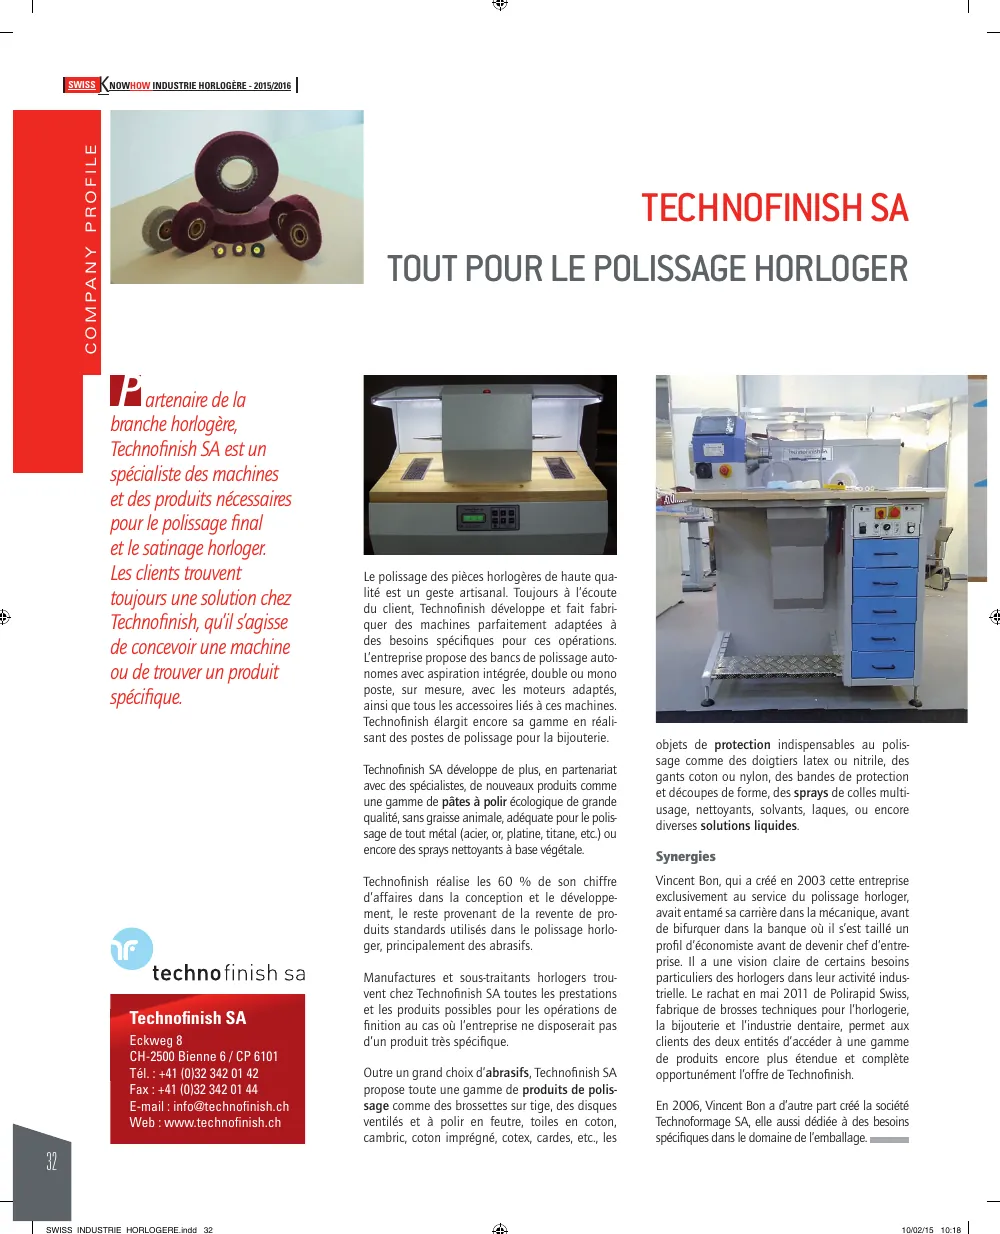 SWISS KNOWHOW INDUSTRIE HORLOGÈRE - 2015/2016
COMPANY PROFILE
TECHNOFINISH SA
TOUT POUR LE POLISSAGE HORLOGER
Partenaire de la
branche horlogère,
Technofinish SA est un
spécialiste des machines
et des produits nécessaires
pour le polissage final
et le satinage horloger.
Les clients trouvent
toujours une solution chez
Technofinish, qu'il s'agisse
de concevoir une machine
ou de trouver un produit
spécifique.
technofinish sa
Technofinish SA
Eckweg 8
CH-2500 Bienne 6 / CP 6101
Tél. : +41 (0)32 342 01 42
Fax : +41 (0)32 342 01 44
E-mail : info@technofinish.ch
Web : www.technofinish.ch
Le polissage des pièces horlogères de haute qua-
lité est un geste artisanal. Toujours à l'écoute
du client, Technofinish développe et fait fabri-
quer des machines parfaitement adaptées à
des besoins spécifiques pour ces opérations.
L'entreprise propose des bancs de polissage auto-
nomes avec aspiration intégrée, double ou mono
poste, sur mesure, avec les moteurs adaptés,
ainsi que tous les accessoires liés à ces machines.
Technofinish élargit encore sa gamme en réali-
sant des postes de polissage pour la bijouterie.
Technofinish SA développe de plus, en partenariat
avec des spécialistes, de nouveaux produits comme
une gamme de pâtes à polir écologique de grande
qualité, sans graisse animale, adéquate pour le polis-
sage de tout métal (acier, or, platine, titane, etc.) ou
encore des sprays nettoyants à base végétale.
Technofinish réalise les 60 % de son chiffre
d'affaires dans la conception et le développe-
ment, le reste provenant de la revente de pro-
duits standards utilisés dans le polissage horlo-
ger, principalement des abrasifs.
Manufactures et sous-traitants horlogers trou-
vent chez Technofinish SA toutes les prestations
et les produits possibles pour les opérations de
finition au cas où l'entreprise ne disposerait pas
d'un produit très spécifique.
Outre un grand choix d'abrasifs, Technofinish SA
propose toute une gamme de produits de polis-
sage comme des brossettes sur tige, des disques
ventilés et à polir en feutre, toiles en coton,
cambric, coton imprégné, cotex, cardes, etc., les
objets de protection indispensables au polis-
sage comme des doigtiers latex ou nitrile, des
gants coton ou nylon, des bandes de protection
et découpes de forme, des sprays de colles multi-
usage, nettoyants, solvants, laques, ou encore
diverses solutions liquides.
Synergies
Vincent Bon, qui a créé en 2003 cette entreprise
exclusivement au service du polissage horloger,
avait entamé sa carrière dans la mécanique, avant
de bifurquer dans la banque où il s'est taillé un
profil d'économiste avant de devenir chef d'entre-
prise. Il a une vision claire de certains besoins
particuliers des horlogers dans leur activité indus-
trielle. Le rachat en mai 2011 de Polirapid Swiss,
fabrique de brosses techniques pour l'horlogerie,
la bijouterie et l'industrie dentaire, permet aux
clients des deux entités d'accéder à une gamme
de produits encore plus étendue et complète
opportunément l'offre de Technofinish.
En 2006, Vincent Bon a d'autre part créé la société
Technoformage SA, elle aussi dédiée à des besoins
spécifiques dans le domaine de l'emballage.
32
SWISS INDUSTRIE HORLOGERE.indd 32
10/02/15 10:18